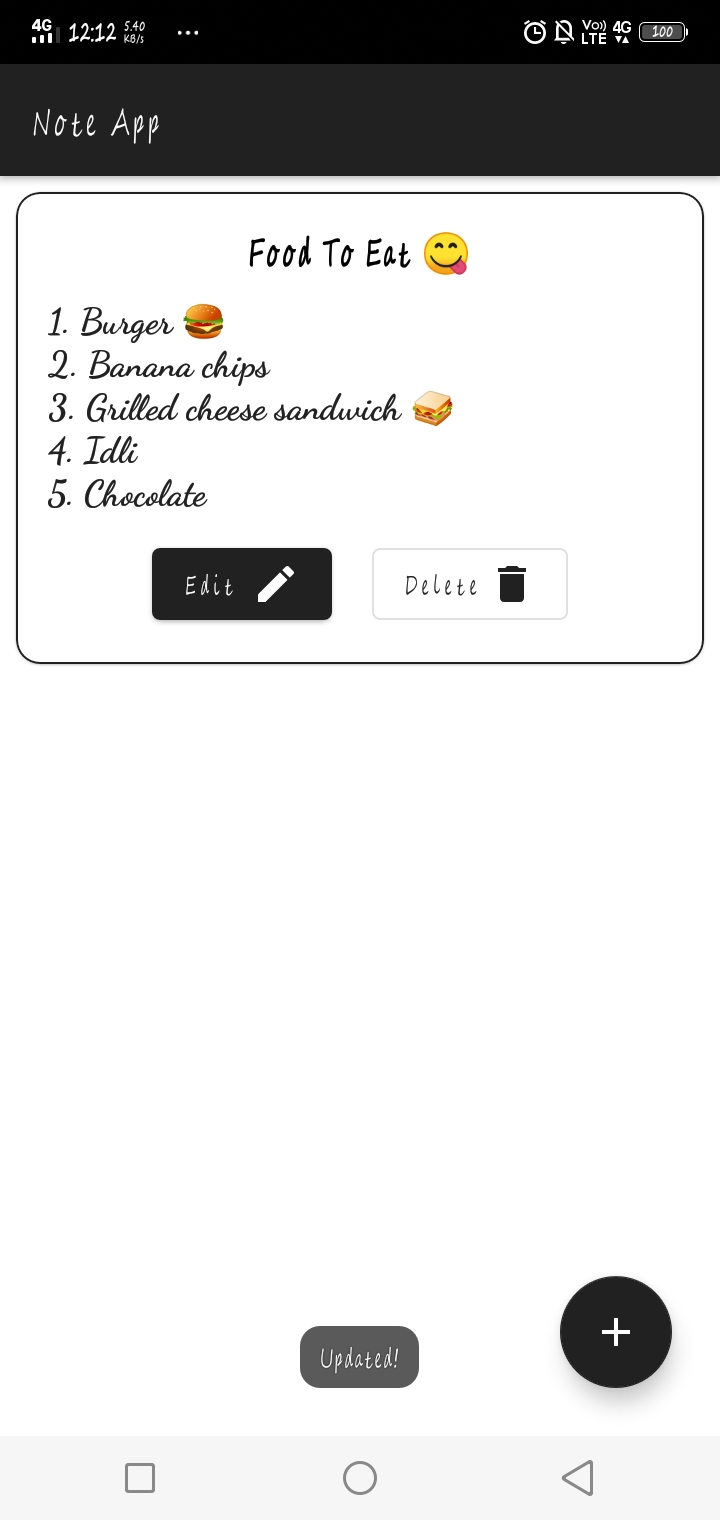 4G 12:12 5.40 KB/s ... Vo)) LTE 4G 100
Note App
Food To Eat 😋
1. Burger 🍔
2. Banana chips
3. Grilled cheese sandwich 🥪
4. Idli
5. Chocolate
Edit Delete
Updated!